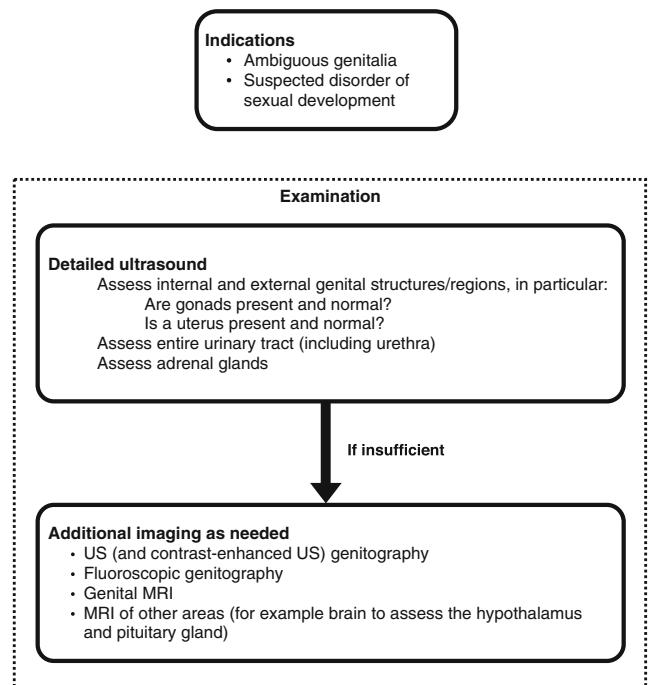 Indications
• Ambiguous genitalia
• Suspected disorder of
sexual development
Examination
Detailed ultrasound
Assess internal and external genital structures/regions, in particular:
Are gonads present and normal?
Is a uterus present and normal?
Assess entire urinary tract (including urethra)
Assess adrenal glands
If insufficient
Additional imaging as needed
• US (and contrast-enhanced US) genitography
• Fluoroscopic genitography
• Genital MRI
• MRI of other areas (for example brain to assess the hypothalamus
and pituitary gland)